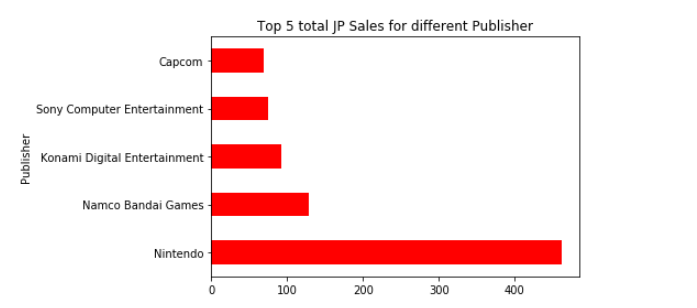 Top 5 total JP Sales for different Publisher
Publisher
Capcom
Sony Computer Entertainment
Konami Digital Entertainment
Namco Bandai Games
Nintendo
0 100 200 300 400